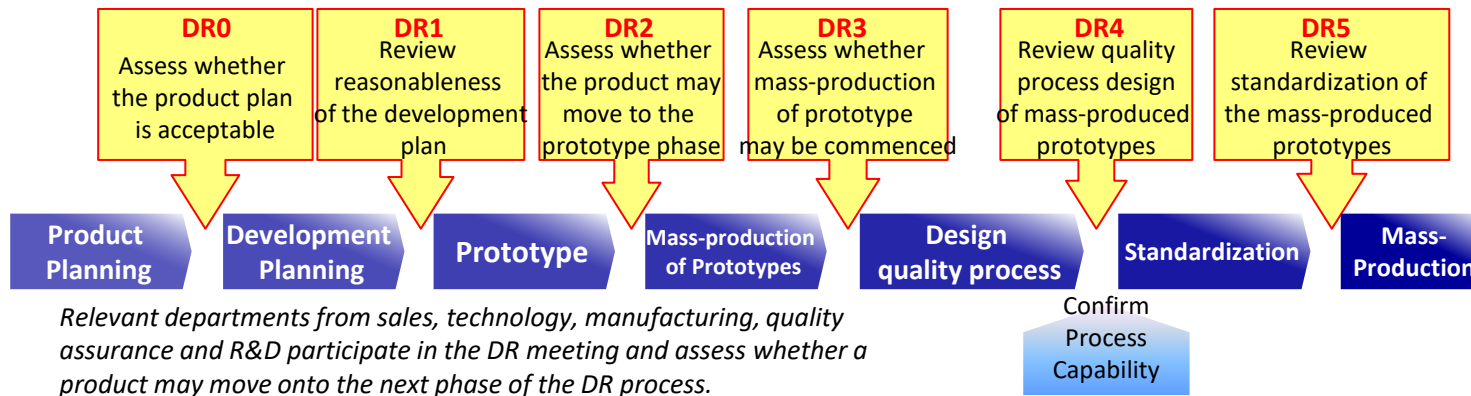 DR0
Assess whether
the product plan
is acceptable
DR1
Review
reasonableness
of the development
plan
DR2
Assess whether
the product may
move to the
prototype phase
DR3
Assess whether
mass-production
of prototype
may be commenced
DR4
Review quality
process design
of mass-produced
prototypes
DR5
Review
standardization of
the mass-produced
prototypes
Product
Planning
Development
Planning
Prototype
Mass-production
of Prototypes
Design
quality process
Standardization
Mass-
Production
Relevant departments from sales, technology, manufacturing, quality
assurance and R&D participate in the DR meeting and assess whether a
product may move onto the next phase of the DR process.
Confirm
Process
Capability